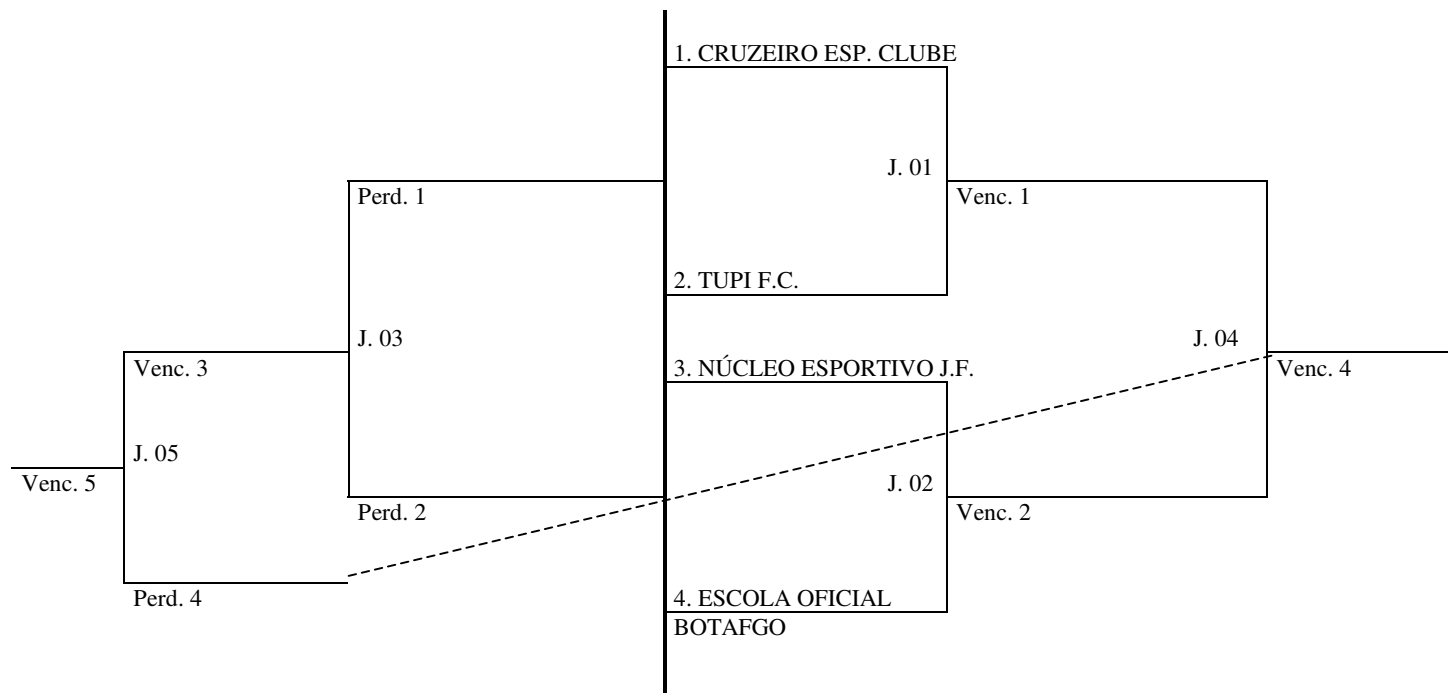 1. CRUZEIRO ESP. CLUBE
J. 01
Perd. 1
Venc. 1
2. TUPI F.C.
J. 03
J. 04
Venc. 3
3. NÚCLEO ESPORTIVO J.F.
Venc. 4
J. 05
Venc. 5
J. 02
Perd. 2
Venc. 2
Perd. 4
4. ESCOLA OFICIAL
BOTAFGO